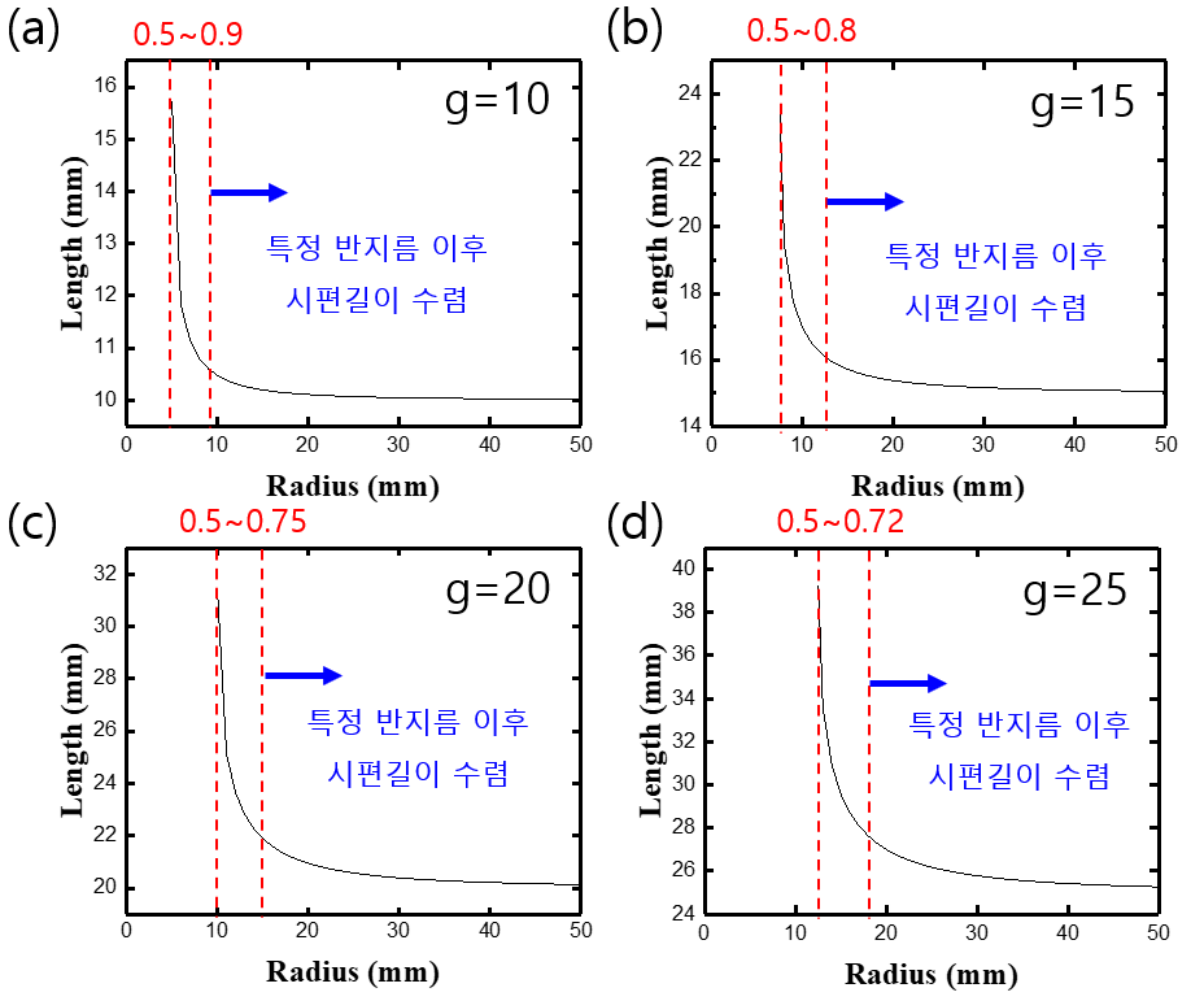 (a)
0.5~0.9
g=10
16
15
14
13
12
11
10
Length (mm)
특정 반지름 이후
시편길이 수렴
0 10 20 30 40 50
Radius (mm)
(b)
0.5~0.8
g=15
24
22
20
18
16
14
Length (mm)
특정 반지름 이후
시편길이 수렴
0 10 20 30 40 50
Radius (mm)
(c)
0.5~0.75
g=20
32
30
28
26
24
22
20
Length (mm)
특정 반지름 이후
시편길이 수렴
0 10 20 30 40 50
Radius (mm)
(d)
0.5~0.72
g=25
40
38
36
34
32
30
28
26
24
Length (mm)
특정 반지름 이후
시편길이 수렴
0 10 20 30 40 50
Radius (mm)